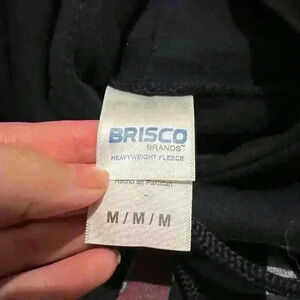 BRISCO
BRANDS™
HEAVYWEIGHT FLEECE
Hecho en Pakistan
M/M/M